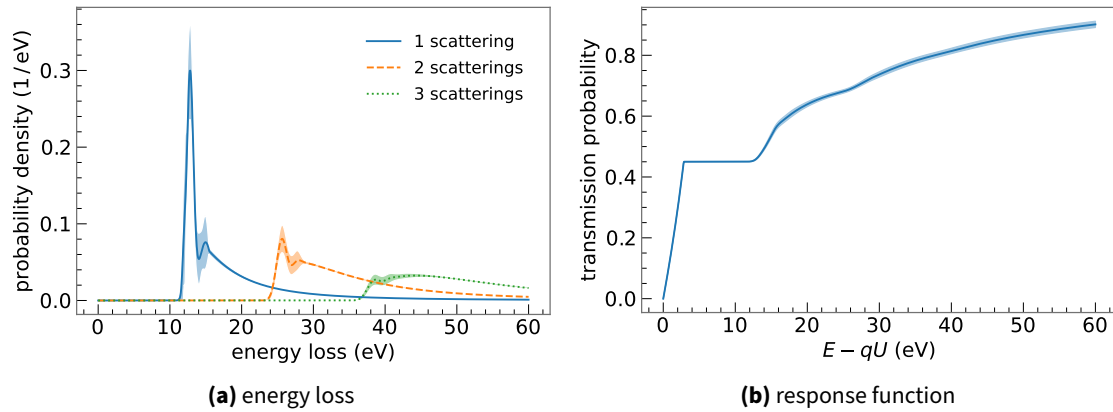 probability density (1 / eV)
0.3
0.2
0.1
0.0
1 scattering
2 scatterings
3 scatterings
0 10 20 30 40 50 60
energy loss (eV)
(a) energy loss
transmission probability
0.8
0.6
0.4
0.2
0.0
0 10 20 30 40 50 60
E − qU (eV)
(b) response function